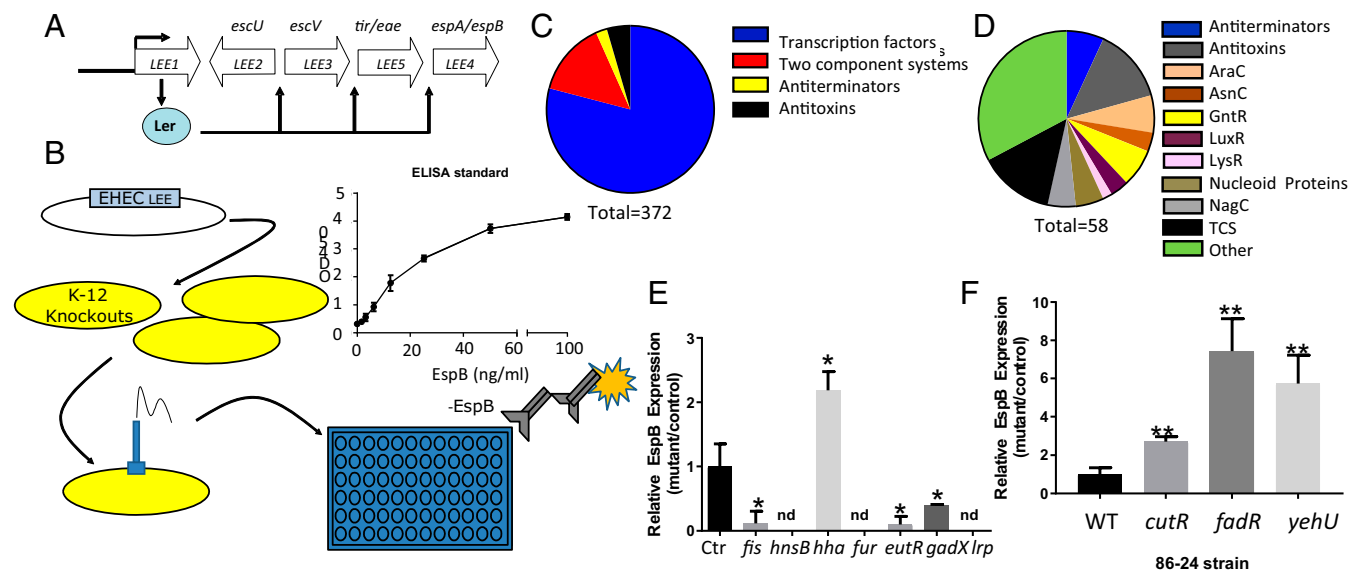 A
escU escV tir/eae espA/espB
LEE1 LEE2 LEE3 LEE5 LEE4
Ler
B
EHEC LEE
K-12
Knockouts
ELISA standard
OD450
5
4
3
2
1
0
0 20 40 60 100
EspB (ng/ml)
-EspB
C
Transcription factors
Two component systems
Antiterminators
Antitoxins
Total=372
D
Antiterminators
Antitoxins
AraC
AsnC
GntR
LuxR
LysR
Nucleoid Proteins
NagC
TCS
Other
Total=58
E
Relative EspB Expression
(mutant/control)
3
2
1
0
* nd * nd * * nd
Ctr fis hnsB hha fur eutR gadX lrp
F
Relative EspB Expression
(mutant/control)
10
8
6
4
2
0
** ** **
WT cutR fadR yehU
86-24 strain